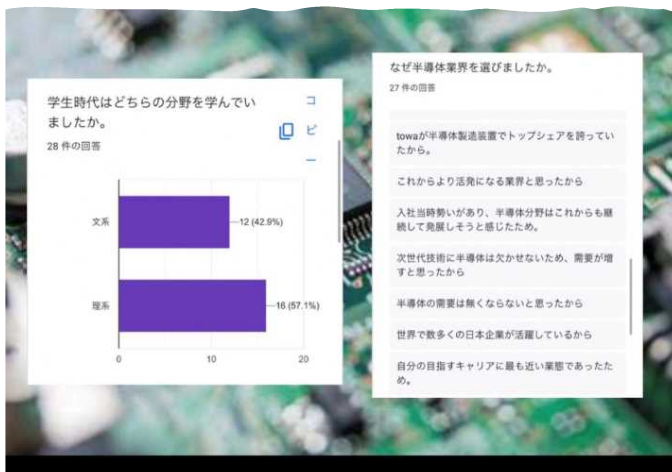 学生時代はどちらの分野を学んでい
ましたか。
コ
ピ
ー
28 件の回答
文系
12 (42.9%)
理系
16 (57.1%)
0
10
20
なぜ半導体業界を選びましたか。
27 件の回答
towaが半導体製造装置でトップシェアを誇ってい
たから。
これからより活発になる業界と思ったから
入社当時勢いがあり、半導体分野はこれからも継
続して発展しそうと感じたため。
次世代技術に半導体は欠かせないため、需要が増
すと思ったから
半導体の需要は無くならないと思ったから
世界で数多くの日本企業が活躍しているから
自分の目指すキャリアに最も近い業態であったた
め。